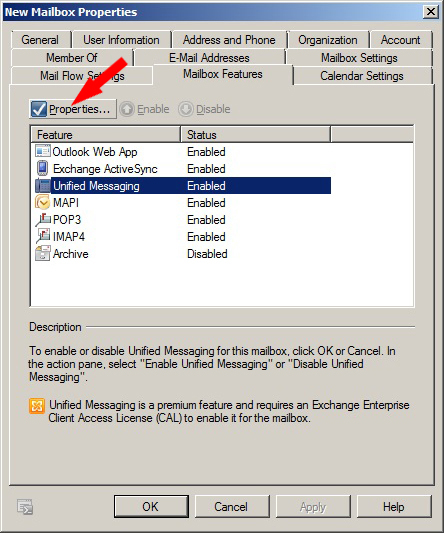 New Mailbox Properties
General User Information Address and Phone Organization Account
Member Of E-Mail Addresses Mailbox Settings
Mail Flow Settings Mailbox Features Calendar Settings
Properties... Enable Disable
Feature Status
Outlook Web App Enabled
Exchange ActiveSync Enabled
Unified Messaging Enabled
MAPI Enabled
POP3 Enabled
IMAP4 Enabled
Archive Disabled
Description
To enable or disable Unified Messaging for this mailbox, click OK or Cancel. In
the action pane, select "Enable Unified Messaging" or "Disable Unified
Messaging".
Unified Messaging is a premium feature and requires an Exchange Enterprise
Client Access License (CAL) to enable it for the mailbox.
OK Cancel Apply Help